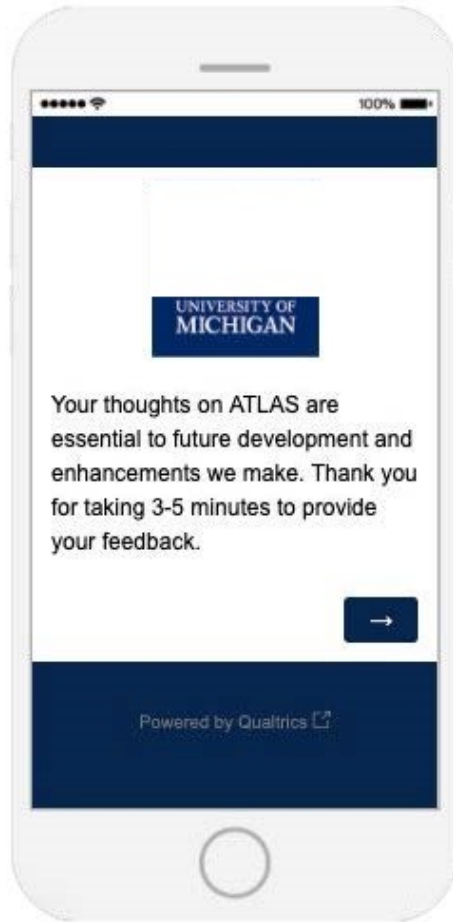 100%
UNIVERSITY OF
MICHIGAN
Your thoughts on ATLAS are
essential to future development and
enhancements we make. Thank you
for taking 3-5 minutes to provide
your feedback.
→
Powered by Qualtrics